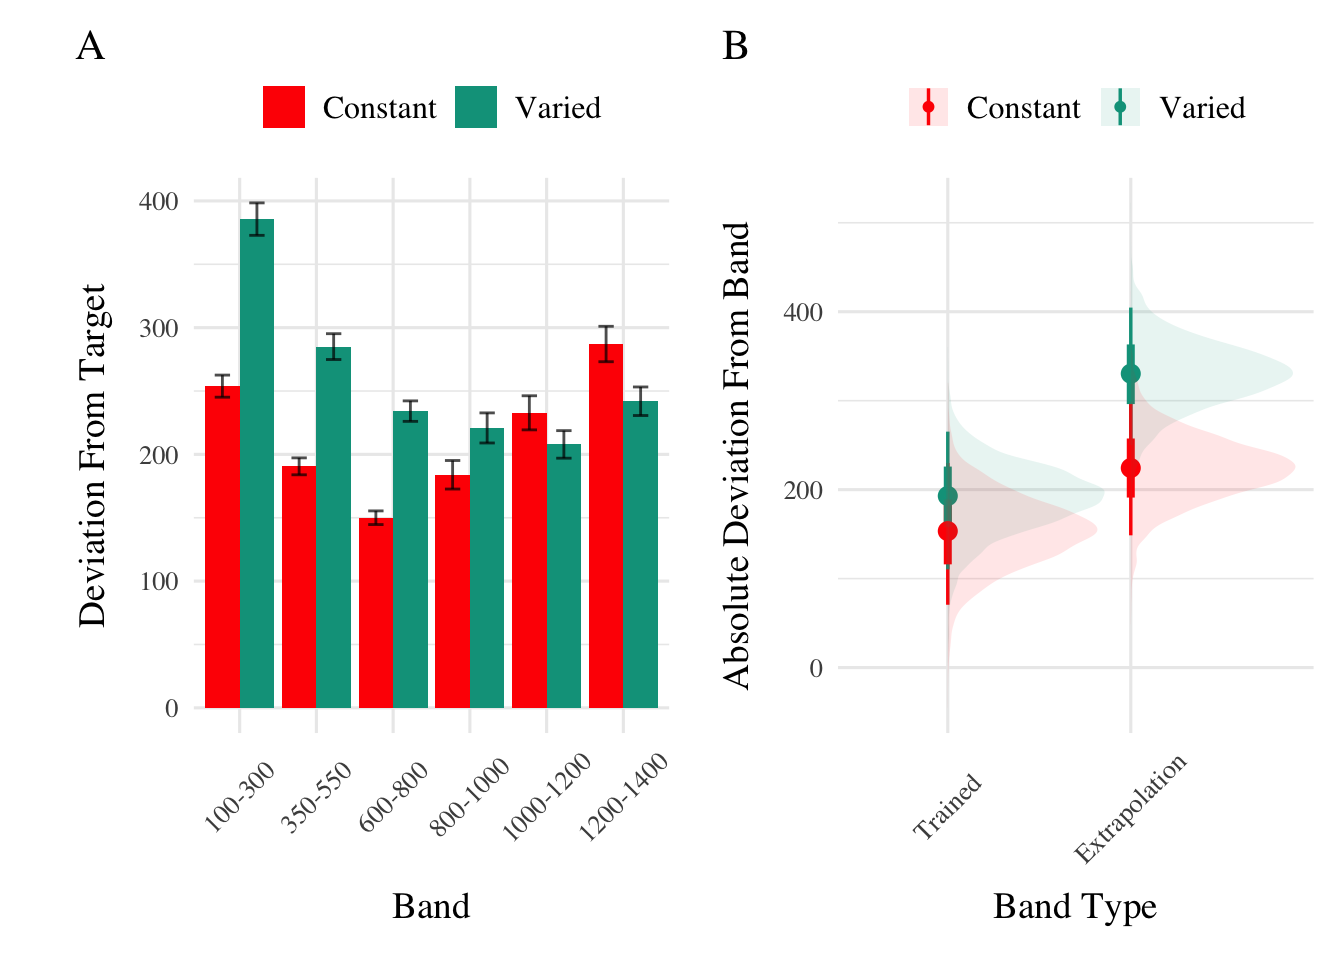 A
Constant Varied
Deviation From Target
400
300
200
100
0
100-300
350-550
600-800
800-1000
1000-1200
1200-1400
Band
B
Constant Varied
Absolute Deviation From Band
400
200
0
Trained
Extrapolation
Band Type